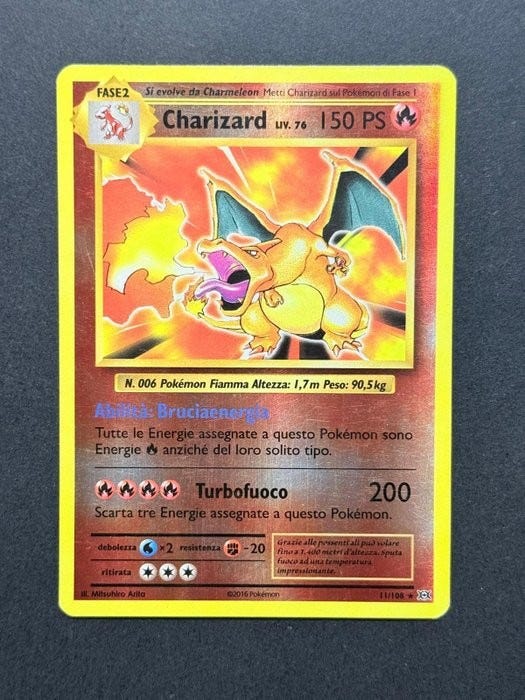 FASE2 Si evolve da Charmeleon Metti Charizard sul Pokémon di Fase 1
Charizard LIV. 76 150 PS
N. 006 Pokémon Fiamma Altezza: 1,7 m Peso: 90,5 kg
Abilità: Bruciaenergia
Tutte le Energie assegnate a questo Pokémon sono
Energie anziché del loro solito tipo.
Turbofuoco 200
Scarta tre Energie assegnate a questo Pokémon.
debolezza ×2 resistenza -20
ritirata
Grazie alle possenti ali può volare
fino a 1.400 metri d'altezza. Sputa
fuoco ad una temperatura
impressionante.
Ill. Mitsuhiro Arita ©2016 Pokémon 11/108 ★